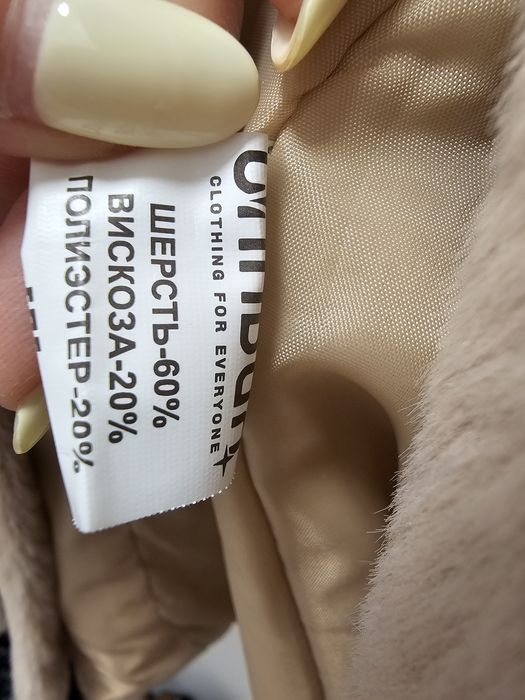 CLOTHING FOR EVERYONE
ШЕРСТЬ-60%
ВИСКОЗА-20%
ПОЛИЭСТЕР-20%